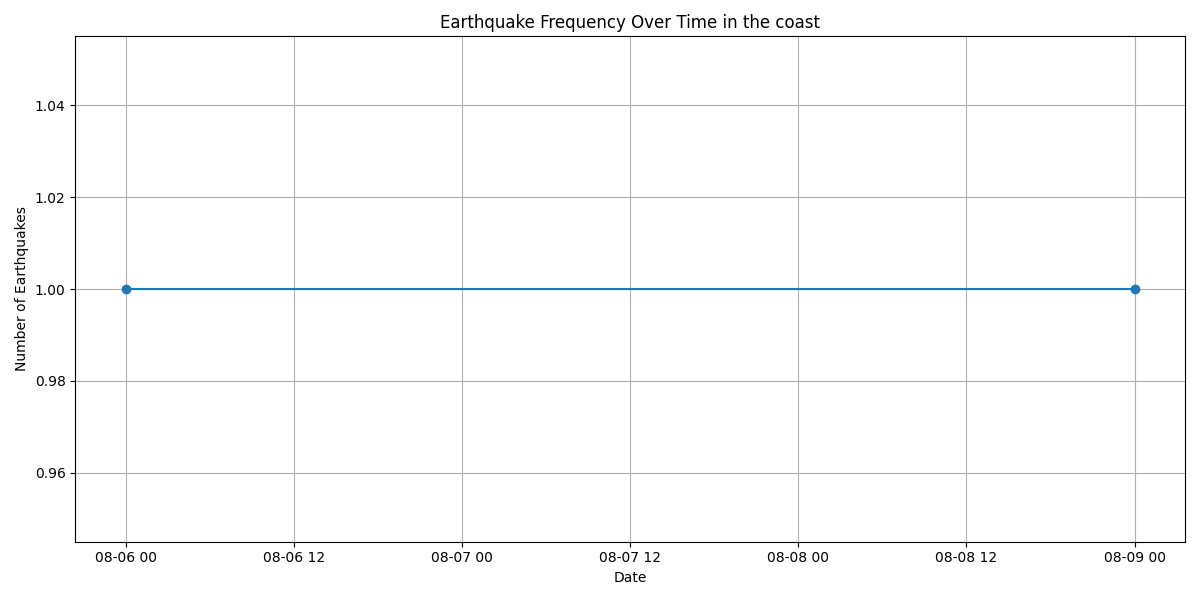 Earthquake Frequency Over Time in the coast
Number of Earthquakes
1.04
1.02
1.00
0.98
0.96
08-06 00 08-06 12 08-07 00 08-07 12 08-08 00 08-08 12 08-09 00
Date